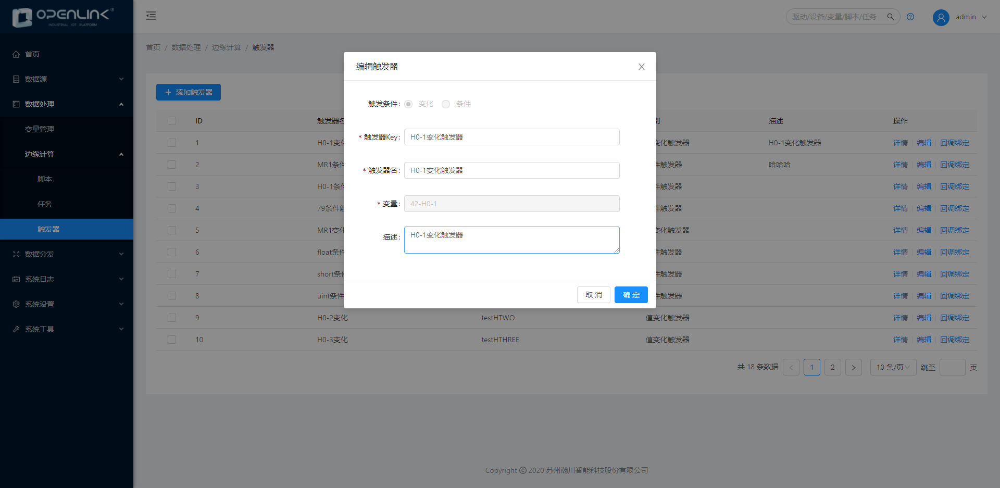 OPENLINK®
INDUSTRIAL IOT PLATFORM
驱动/设备/变量/脚本/任务
admin
首页
数据源
数据处理
变量管理
边缘计算
脚本
任务
触发器
数据分发
系统日志
系统设置
系统工具
首页 / 数据处理 / 边缘计算 / 触发器
添加触发器
ID 触发器名 别 描述 操作
1 H0-1变化 变化触发器 H0-1变化触发器 详情 编辑 回调绑定
2 MR1条件 件触发器 哈哈哈 详情 编辑 回调绑定
3 H0-1条件 件触发器 详情 编辑 回调绑定
4 79条件触 件触发器 详情 编辑 回调绑定
5 MR1变化 变化触发器 详情 编辑 回调绑定
6 float条件 件触发器 详情 编辑 回调绑定
7 short条件 件触发器 详情 编辑 回调绑定
8 uint条件 件触发器 详情 编辑 回调绑定
9 H0-2变化 testHTWO 值变化触发器 详情 编辑 回调绑定
10 H0-3变化 testHTHREE 值变化触发器 详情 编辑 回调绑定
共 18 条数据 1 2 10 条/页 跳至 页
编辑触发器
触发条件: 变化 条件
* 触发器Key: H0-1变化触发器
* 触发器名: H0-1变化触发器
* 变量: 42-H0-1
描述: H0-1变化触发器
取 消 确 定
Copyright © 2020 苏州瀚川智能科技股份有限公司